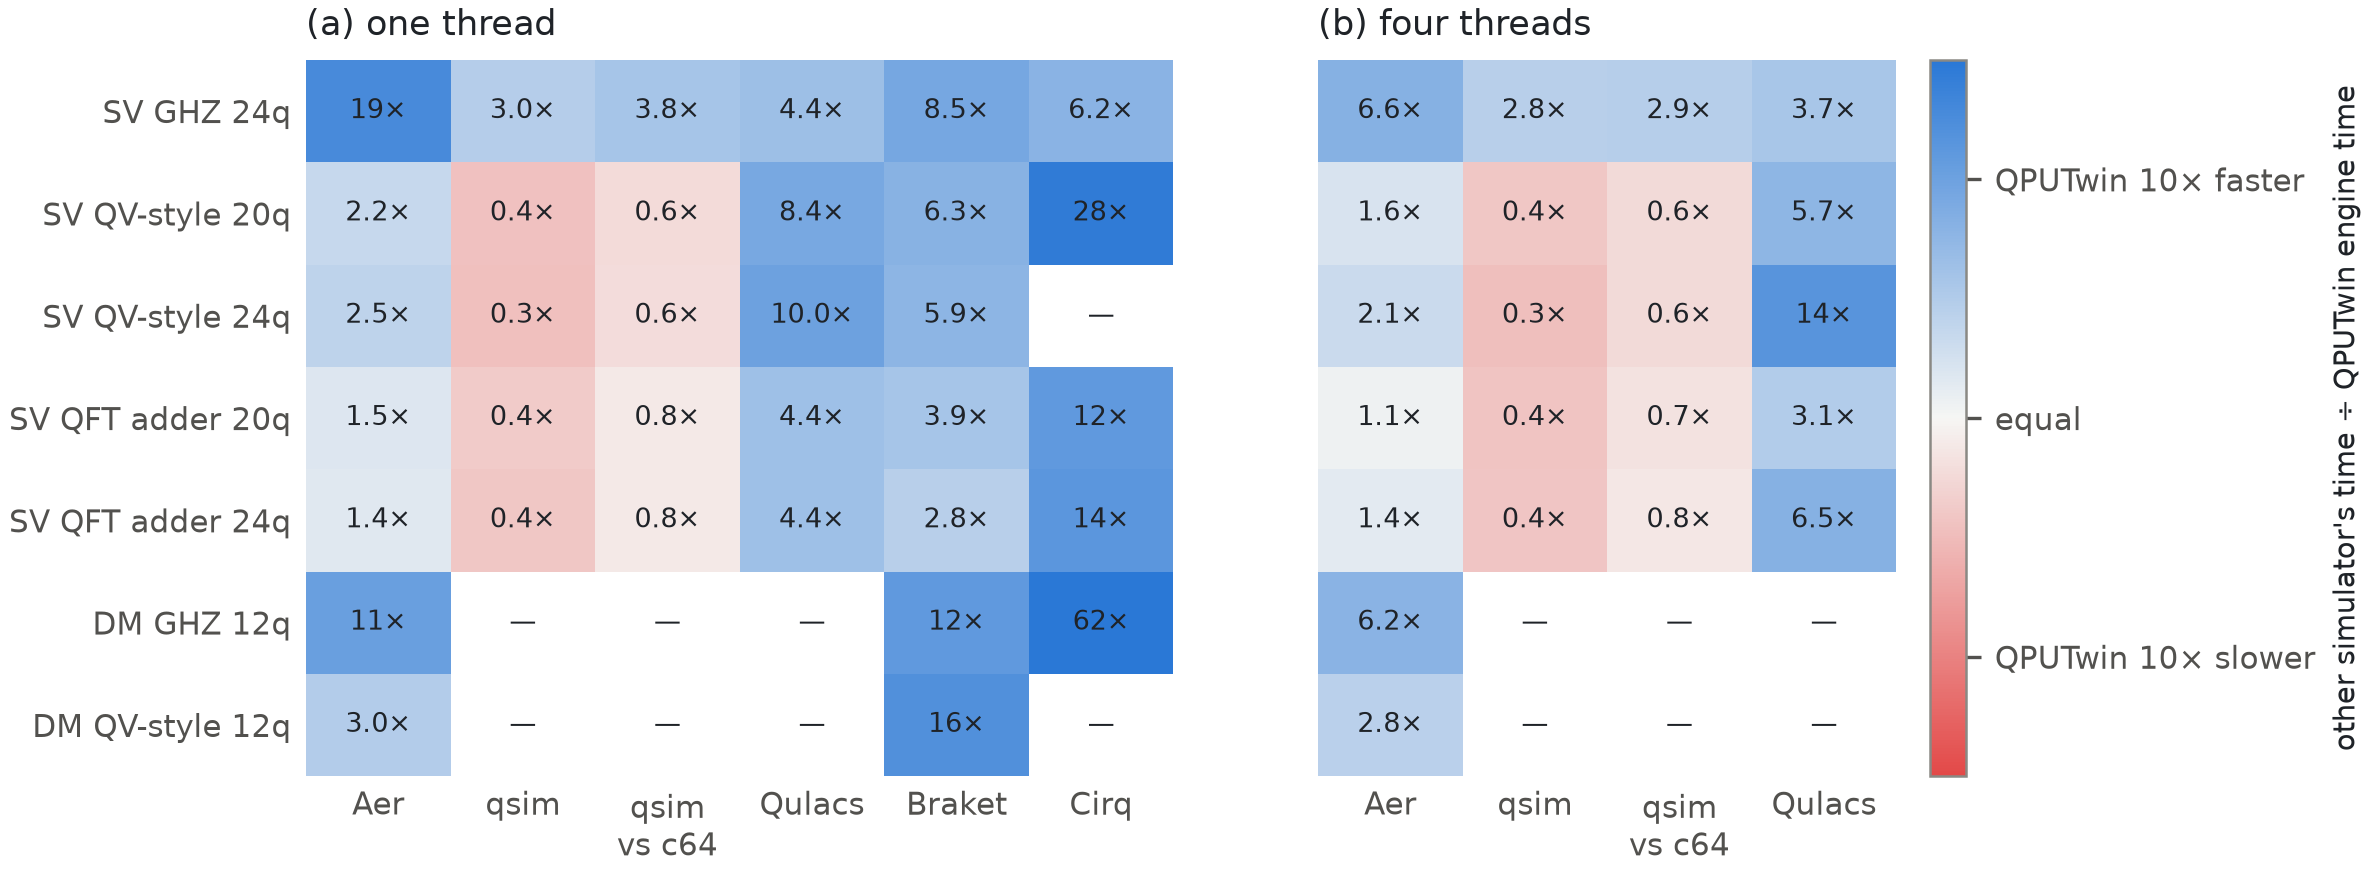 (a) one thread
(b) four threads
SV GHZ 24q 19× 3.0× 3.8× 4.4× 8.5× 6.2× 6.6× 2.8× 2.9× 3.7×
SV QV-style 20q 2.2× 0.4× 0.6× 8.4× 6.3× 28× 1.6× 0.4× 0.6× 5.7×
SV QV-style 24q 2.5× 0.3× 0.6× 10.0× 5.9× — 2.1× 0.3× 0.6× 14×
SV QFT adder 20q 1.5× 0.4× 0.8× 4.4× 3.9× 12× 1.1× 0.4× 0.7× 3.1×
SV QFT adder 24q 1.4× 0.4× 0.8× 4.4× 2.8× 14× 1.4× 0.4× 0.8× 6.5×
DM GHZ 12q 11× — — — 12× 62× 6.2× — — —
DM QV-style 12q 3.0× — — — 16× — 2.8× — — —
Aer qsim qsim vs c64 Qulacs Braket Cirq
Aer qsim qsim vs c64 Qulacs
QPUTwin 10× faster
equal
QPUTwin 10× slower
other simulator's time ÷ QPUTwin engine time